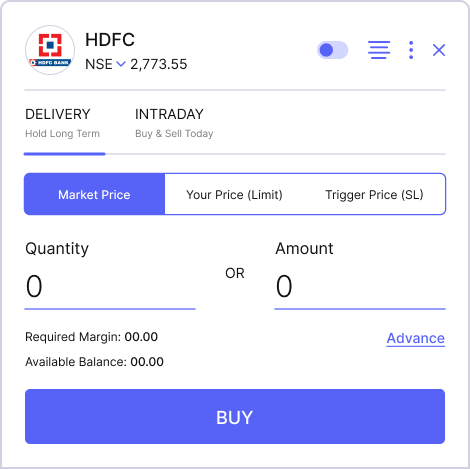 HDFC
HDFC BANK
NSE 2,773.55
DELIVERY
Hold Long Term
INTRADAY
Buy & Sell Today
Market Price
Your Price (Limit)
Trigger Price (SL)
Quantity
0
OR
Amount
0
Required Margin: 00.00
Advance
Available Balance: 00.00
BUY